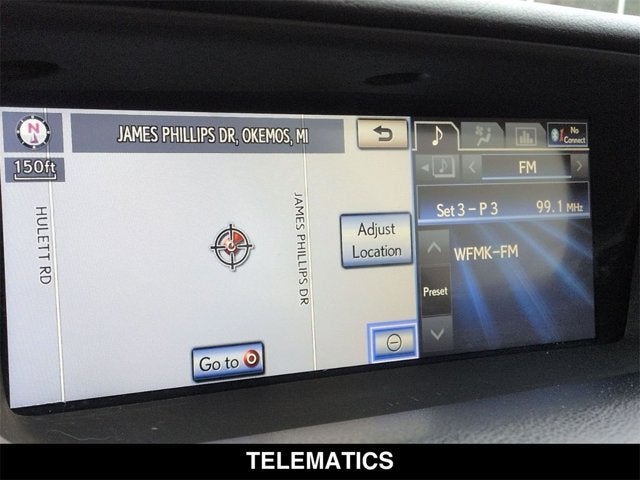 N
JAMES PHILLIPS DR, OKEMOS, MI
150ft
HULETT RD
JAMES PHILLIPS DR
Adjust
Location
Go to
No
Connect
FM
Set 3 - P 3 99.1 MHz
WFMK-FM
Preset
TELEMATICS